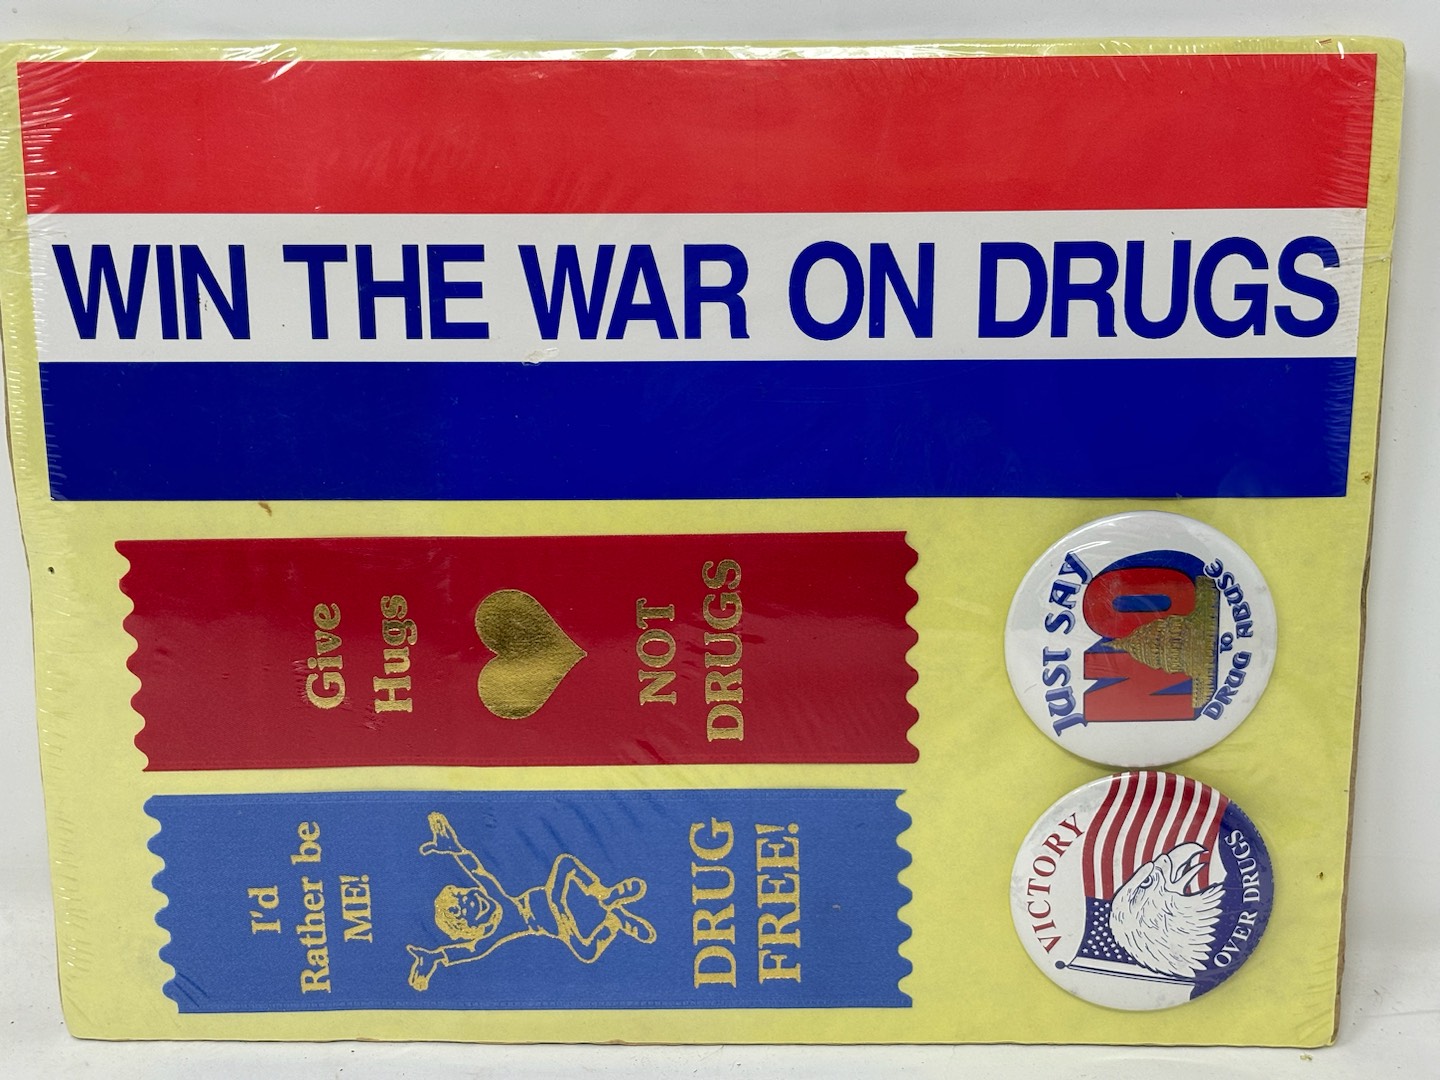 WIN THE WAR ON DRUGS
Give
Hugs
NOT
DRUGS
I'd
Rather be
ME!
DRUG
FREE!
JUST SAY
NO
TO
DRUG ABUSE
VICTORY
OVER DRUGS